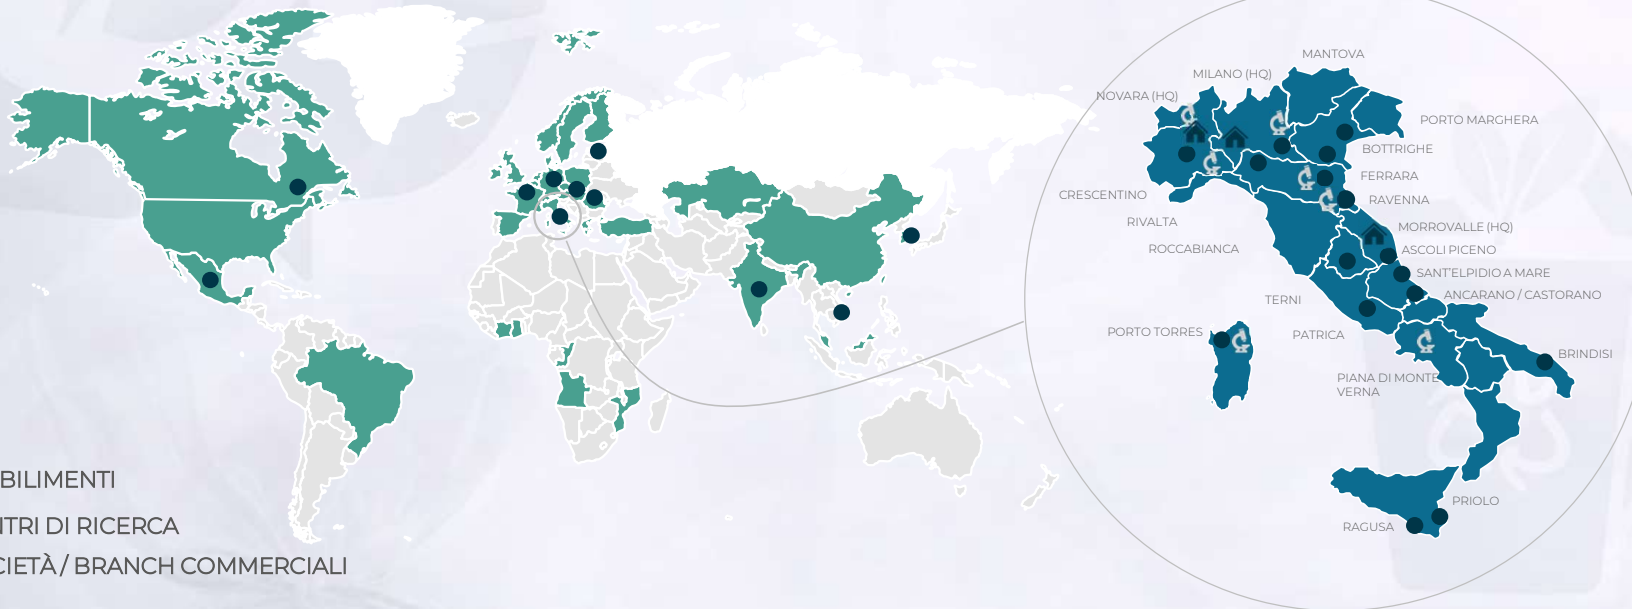 MANTOVA
MILANO (HQ)
NOVARA (HQ)
PORTO MARGHERA
BOTTRIGHE
FERRARA
CRESCENTINO
RAVENNA
RIVALTA
MORROVALLE (HQ)
ROCCABIANCA
ASCOLI PICENO
SANT'ELPIDIO A MARE
ANCARANO / CASTORANO
TERNI
PORTO TORRES
PATRICA
BRINDISI
PIANA DI MONTE
VERNA
BILIMENTI
PRIOLO
NTRI DI RICERCA
RAGUSA
CIETÀ / BRANCH COMMERCIALI